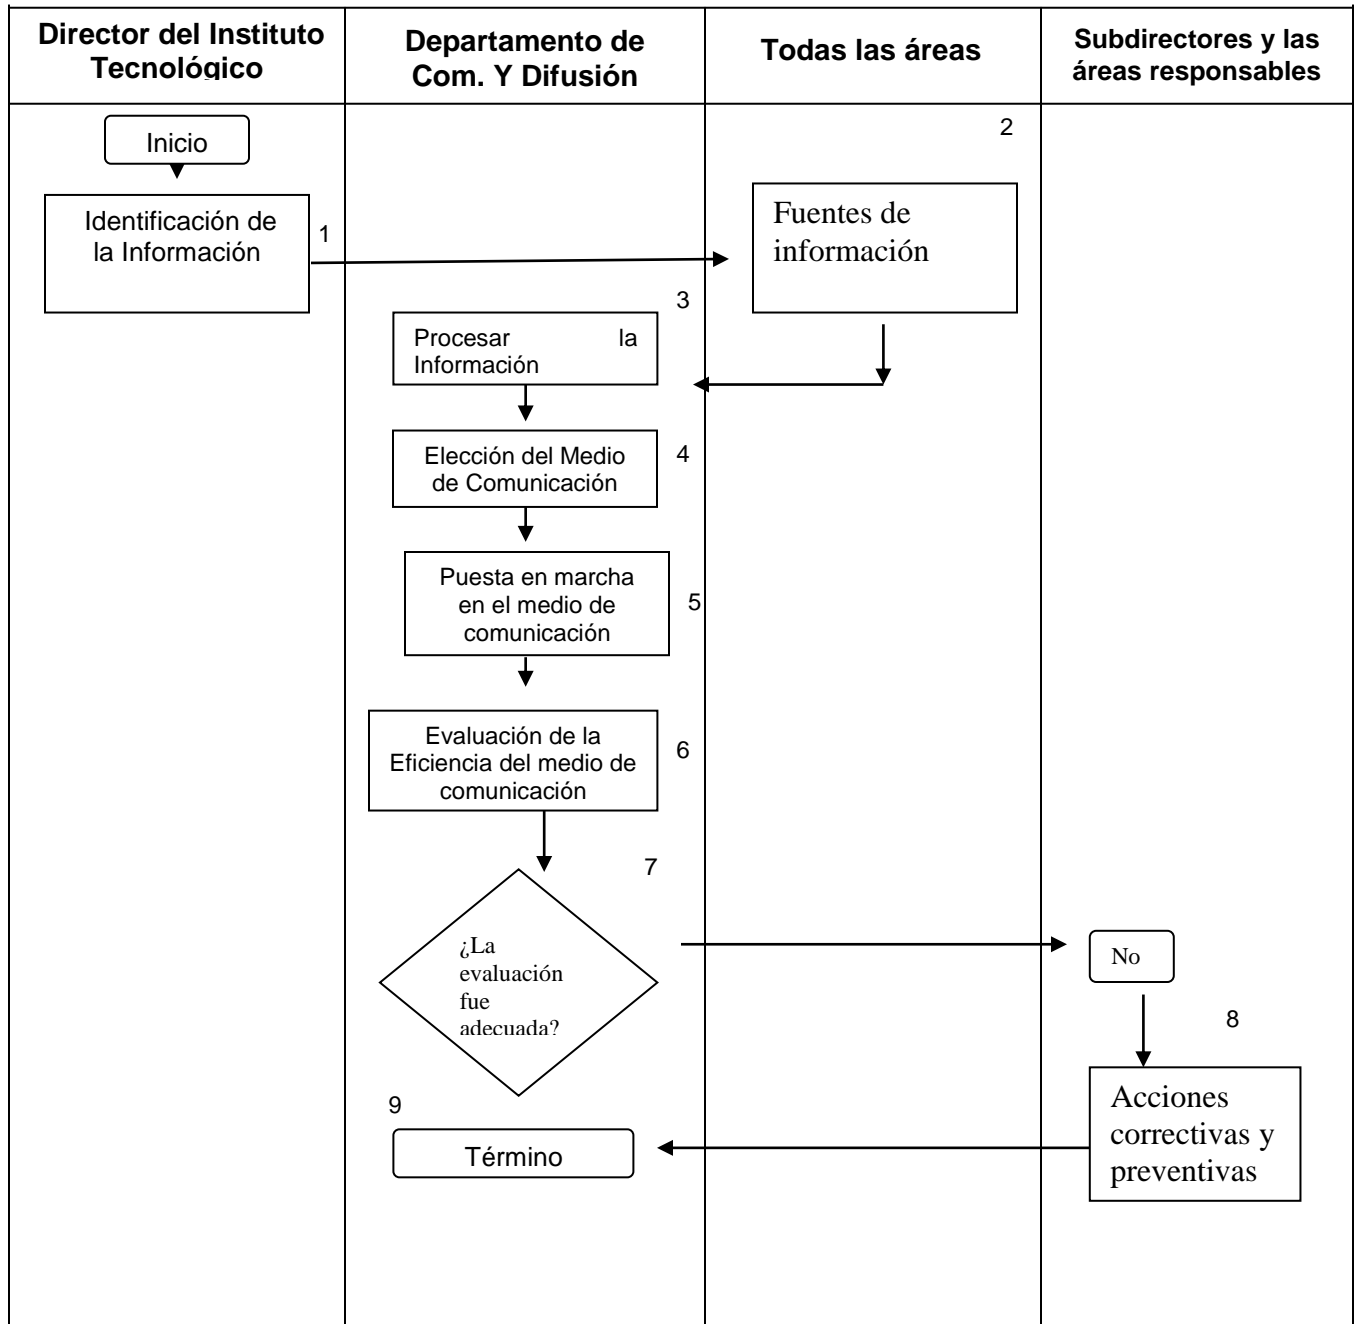 Director del Instituto
Tecnológico
Departamento de
Com. Y Difusión
Todas las áreas
Subdirectores y las
áreas responsables
Inicio
2
Identificación de
la Información
1
Fuentes de
información
3
Procesar la
Información
Elección del Medio
de Comunicación
4
Puesta en marcha
en el medio de
comunicación
5
Evaluación de la
Eficiencia del medio de
comunicación
6
7
¿La
evaluación
fue
adecuada?
No
8
Acciones
correctivas y
preventivas
9
Término